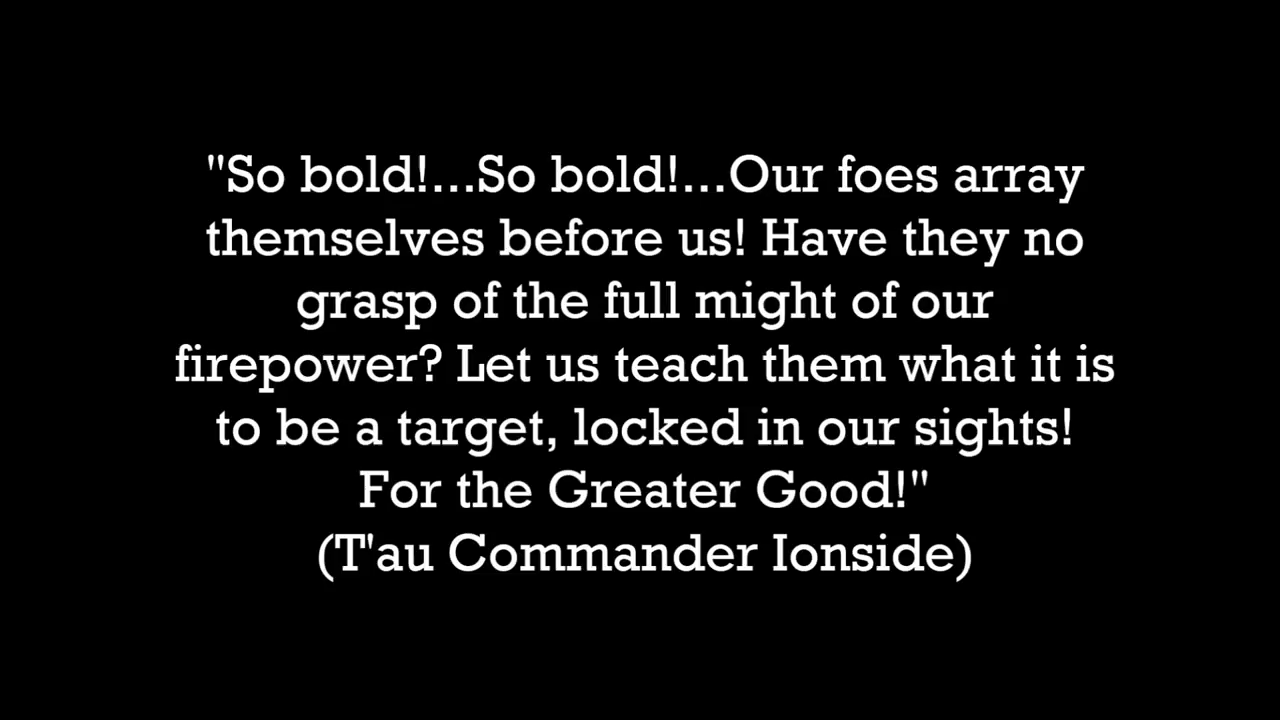 "So bold!...So bold!...Our foes array
themselves before us! Have they no
grasp of the full might of our
firepower? Let us teach them what it is
to be a target, locked in our sights!
For the Greater Good!"
(T'au Commander Ionside)